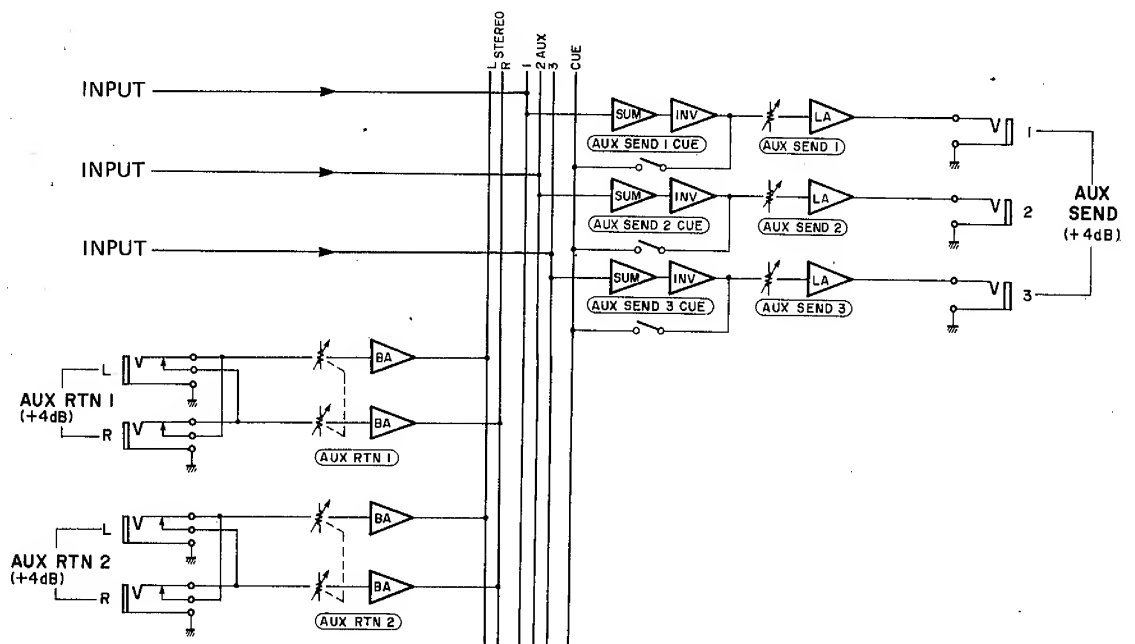 L STEREO
R
1
2 AUX
3
CUE
INPUT
INPUT
INPUT
SUM
INV
LA
AUX SEND 1 CUE
AUX SEND 1
1
SUM
INV
LA
AUX SEND 2 CUE
AUX SEND 2
2
SUM
INV
LA
AUX SEND 3 CUE
AUX SEND 3
3
AUX
SEND
(+4dB)
L
AUX RTN 1
(+4dB)
R
BA
BA
AUX RTN 1
L
AUX RTN 2
(+4dB)
R
BA
BA
AUX RTN 2